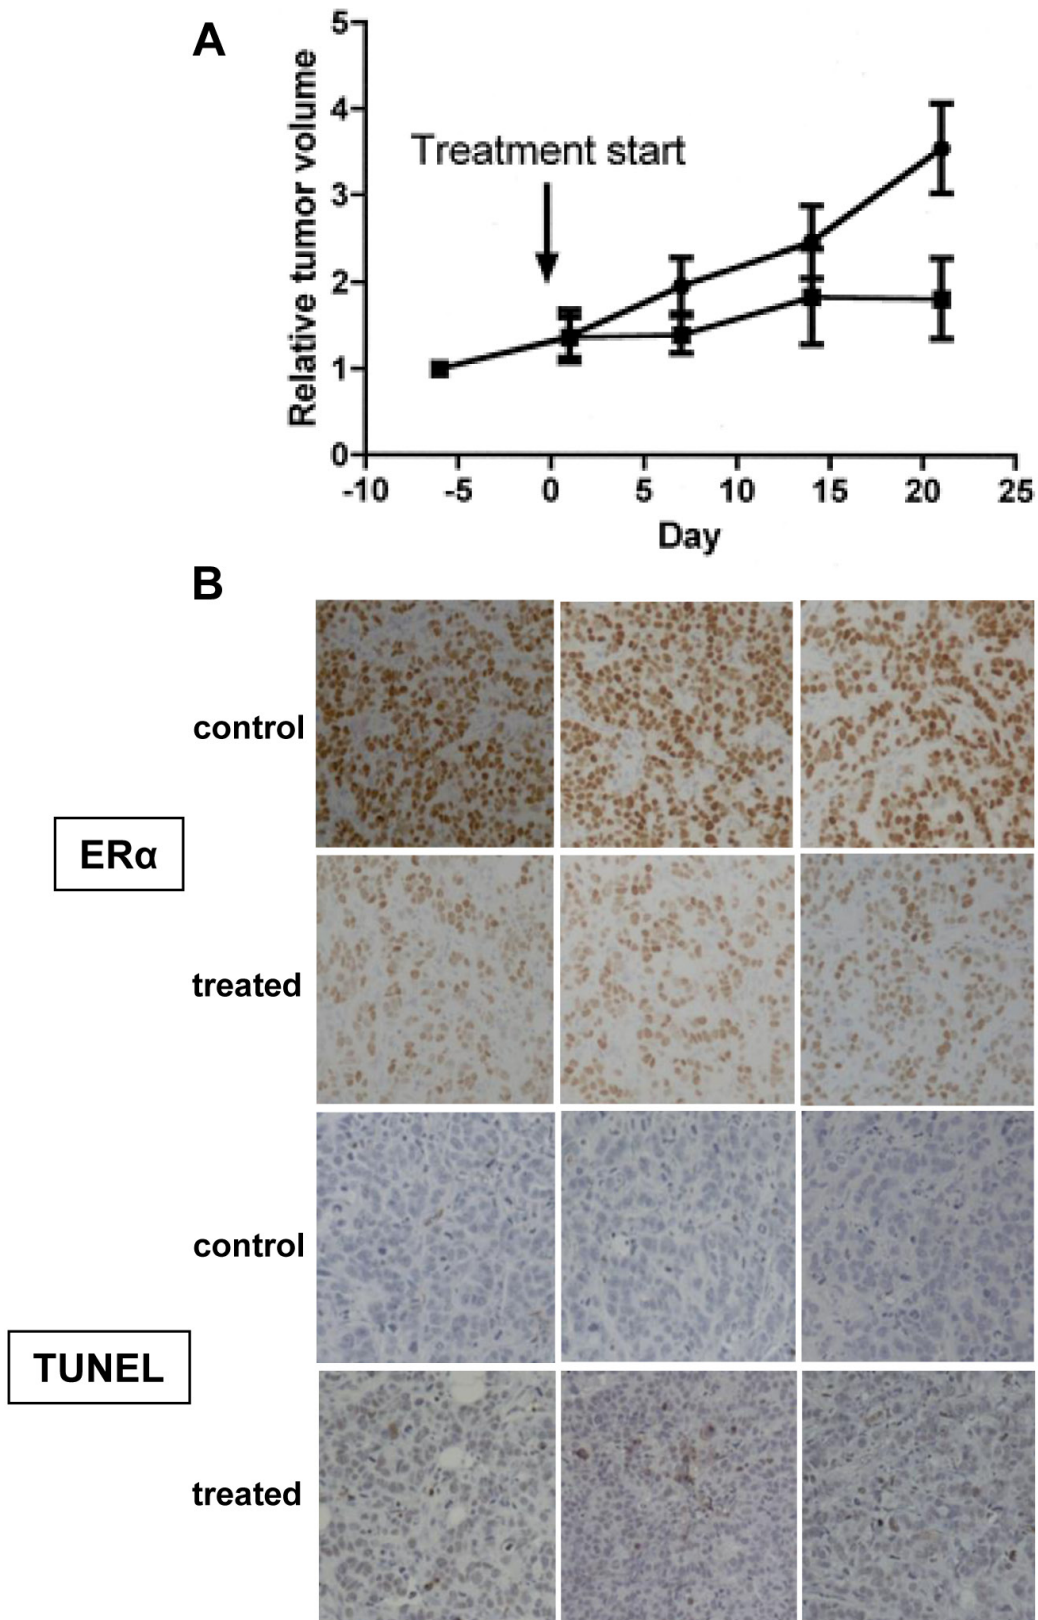 A
Relative tumor volume
5
4
3
2
1
0
Treatment start
-10 -5 0 5 10 15 20 25
Day
B
control
ERα
treated
control
TUNEL
treated